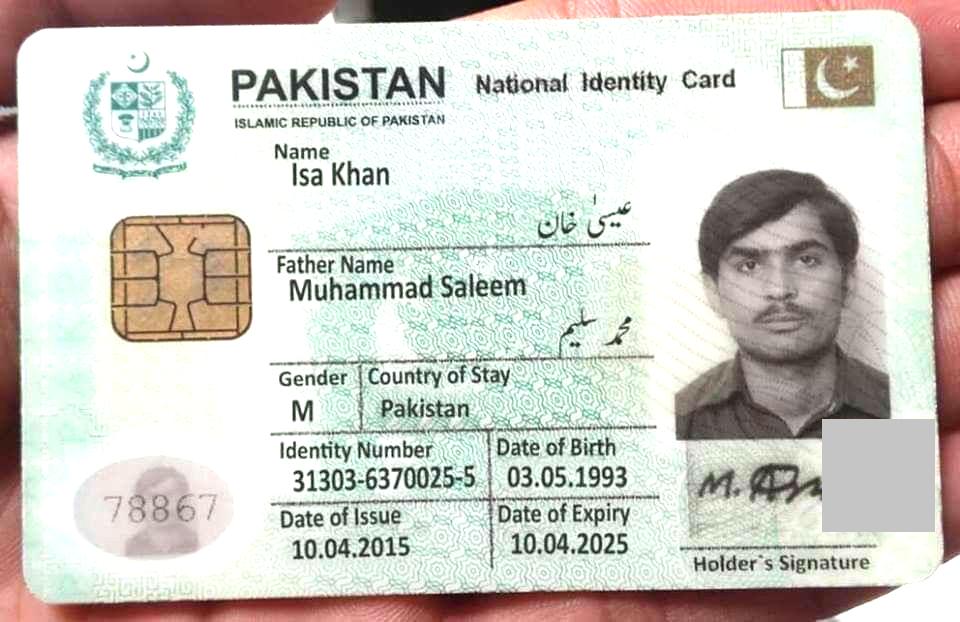 PAKISTAN National Identity Card
ISLAMIC REPUBLIC OF PAKISTAN
Name
Isa Khan
عیسیٰ خان
Father Name
Muhammad Saleem
محمد سلیم
Gender Country of Stay
M Pakistan
Identity Number Date of Birth
31303-6370025-5 03.05.1993
Date of Issue Date of Expiry
10.04.2015 10.04.2025
78867
Holder`s Signature